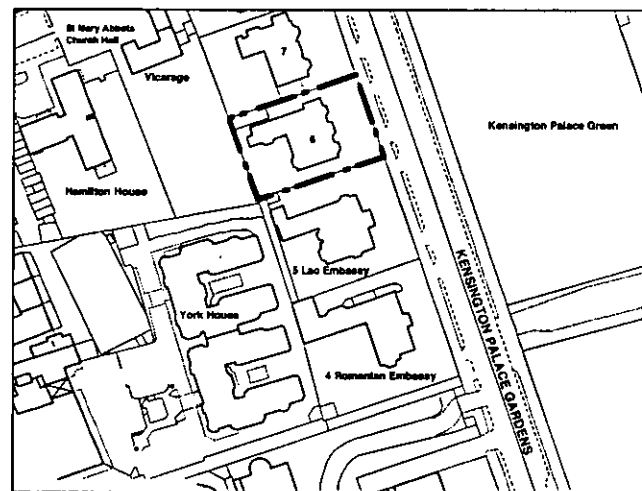 St Mary Abbots
Church Hall
Vicarage
7
Kensington Palace Green
6
Hamilton House
5 Lao Embassy
York House
4 Romanian Embassy
KENSINGTON PALACE GARDENS